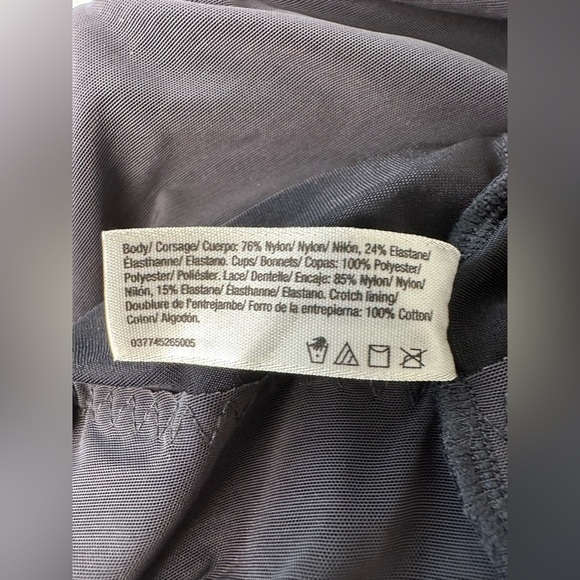 Body/ Corsage/ Cuerpo: 76% Nylon/ Nylon/ Nilón, 24% Elastane/
Élasthanne/ Elastano. Cups/ Bonnets/ Copas: 100% Polyester/
Polyester/ Poliéster. Lace/ Dentelle/ Encaje: 85% Nylon/ Nylon/
Nilón, 15% Elastane/ Élasthanne/ Elastano. Crotch lining/
Doublure de l'entrejambe/ Forro de la entrepierna: 100% Cotton/
Coton/ Algodón.
037745265005